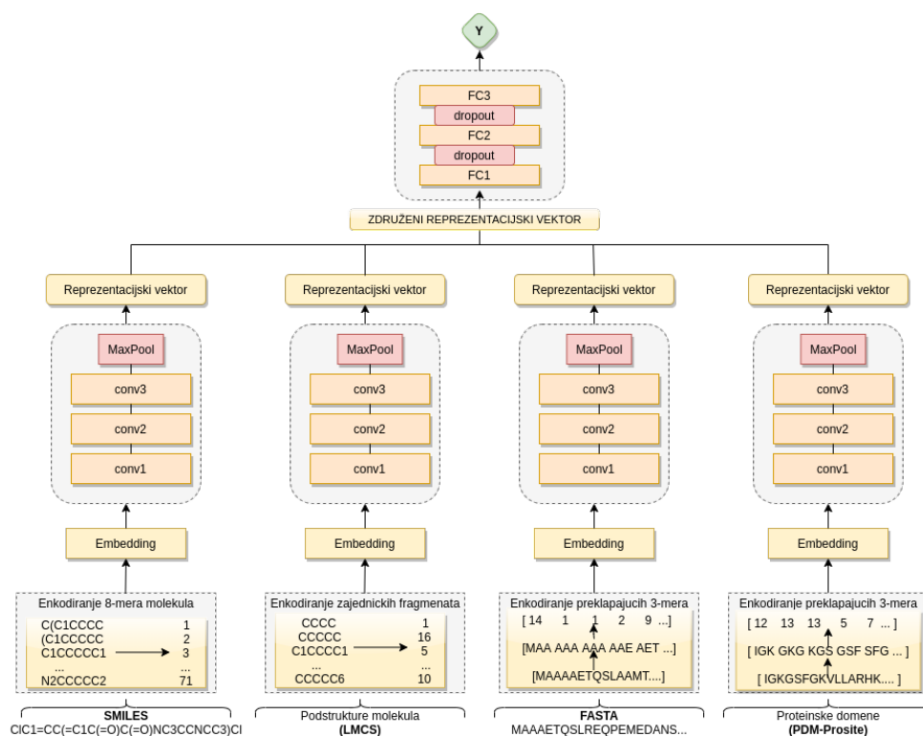 Y
FC3
dropout
FC2
dropout
FC1
ZDRUŽENI REPREZENTACIJSKI VEKTOR
Reprezentacijski vektor
Reprezentacijski vektor
Reprezentacijski vektor
Reprezentacijski vektor
MaxPool
conv3
conv2
conv1
MaxPool
conv3
conv2
conv1
MaxPool
conv3
conv2
conv1
MaxPool
conv3
conv2
conv1
Embedding
Embedding
Embedding
Embedding
Enkodiranje 8-mera molekula
C(C1CCCC 1
(C1CCCCC 2
C1CCCCC1 3
... ...
N2CCCCC2 71
SMILES
ClC1=CC(=C1C(=O)C(=O)NC3CCNCC3)Cl
Enkodiranje zajednickih fragmenata
CCCC 1
CCCCC 16
C1CCCC1 5
... ...
CCCCC6 10
Podstrukture molekula
(LMCS)
Enkodiranje preklapajucih 3-mera
[ 14 1 1 2 9 ...]
[MAA AAA AAA AAE AET ...]
[MAAAAETQSLAAMT....]
FASTA
MAAAETQSLREQPEMEDANS...
Enkodiranje preklapajucih 3-mera
[ 12 13 13 5 7 ... ]
[ IGK GKG KGS GSF SFG ... ]
[ IGKGSFGKVLLARHK.... ]
Proteinske domene
(PDM-Prosite)